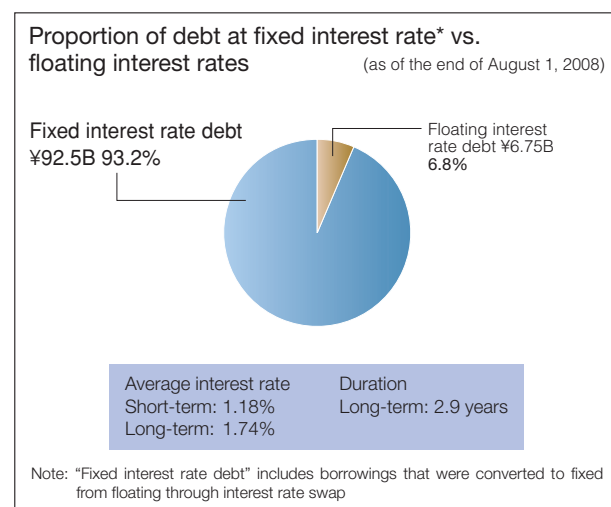 Proportion of debt at fixed interest rate* vs.
floating interest rates
(as of the end of August 1, 2008)
Fixed interest rate debt
¥92.5B 93.2%
Floating interest
rate debt ¥6.75B
6.8%
Average interest rate
Short-term: 1.18%
Long-term: 1.74%
Duration
Long-term: 2.9 years
Note: “Fixed interest rate debt” includes borrowings that were converted to fixed
from floating through interest rate swap